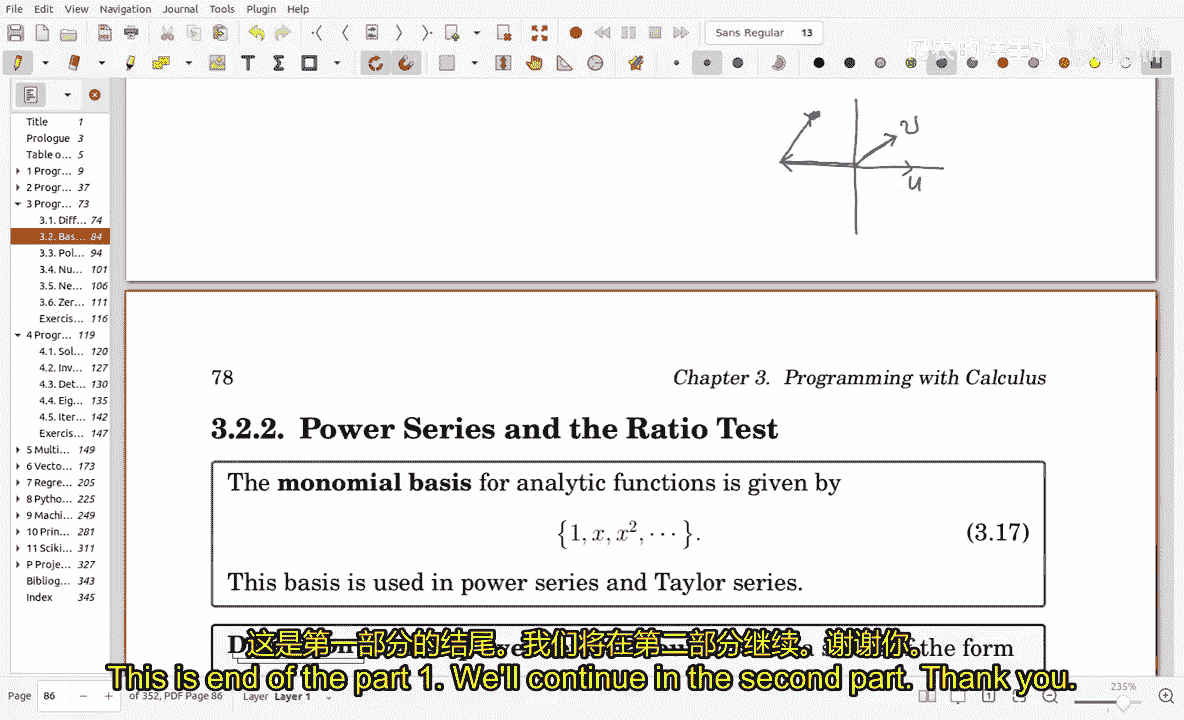 File Edit View Navigation Journal Tools Plugin Help
Sans Regular 13
Title 1
Prologue 3
Table o... 5
1 Progr... 9
2 Progr... 37
3 Progr... 73
3.1. Diff... 74
3.2. Bas... 84
3.3. Pol... 94
3.4. Nu... 101
3.5. Ne... 106
3.6. Zer... 111
Exercis... 116
4 Progr... 119
4.1. Sol... 120
4.2. Inv... 127
4.3. Det... 130
4.4. Eig... 135
4.5. Iter... 142
Exercis... 147
5 Multi... 149
6 Vecto... 173
7 Regre... 205
8 Pytho... 225
9 Machi... 249
10 Prin... 281
11 Sciki... 311
P Proje... 327
Bibliog... 343
Index 345
v
u
78 Chapter 3. Programming with Calculus
3.2.2. Power Series and the Ratio Test
The monomial basis for analytic functions is given by
{1, x, x², ⋯}. (3.17)
This basis is used in power series and Taylor series.
the form
这是第一部分的结尾。我们将在第二部分继续。谢谢你。
This is end of the part 1. We'll continue in the second part. Thank you.
Page 86 of 352, PDF Page 86 Layer Layer 1 235%